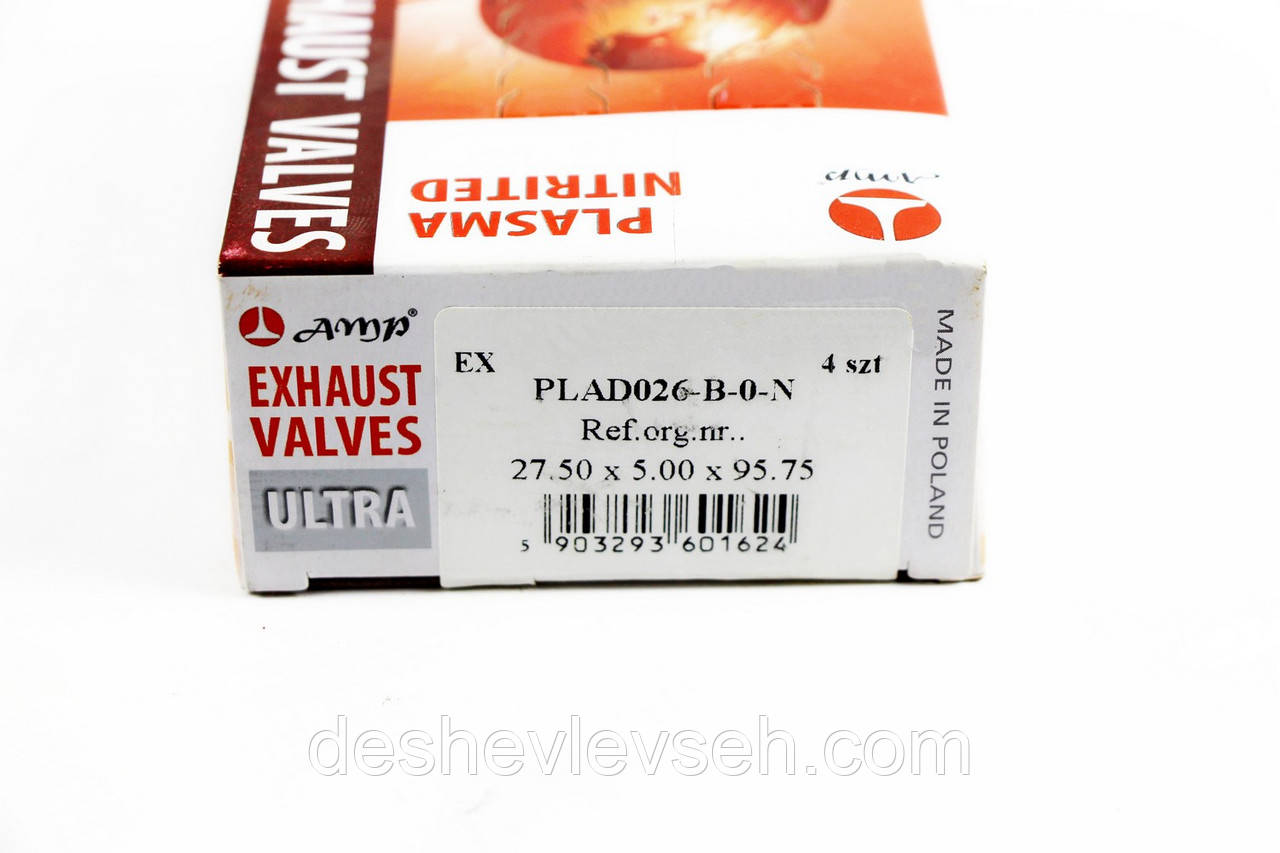 EXHAUST VALVES
PLASMA
NITRITED
AMP
AMP®
EXHAUST
VALVES
ULTRA
EX
4 szt
PLAD026-B-0-N
Ref.org.nr..
27.50 x 5.00 x 95.75
5 903293 601624
MADE IN POLAND
deshevlevseh.com